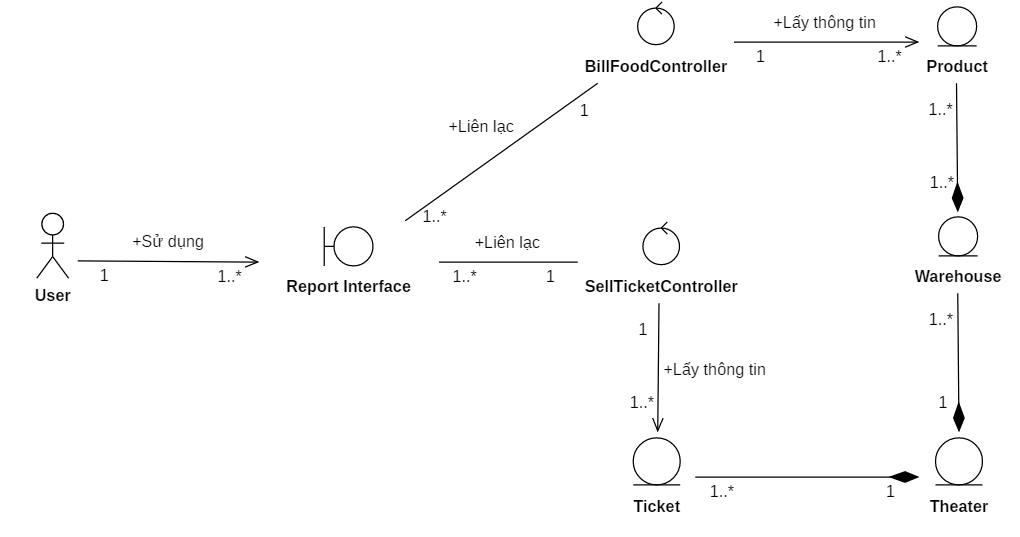 +Lấy thông tin
1
1..*
BillFoodController
Product
1
1..*
+Liên lạc
1..*
1..*
+Sử dụng
+Liên lạc
1
1..*
1..*
1
User
Report Interface
SellTicketController
Warehouse
1
1..*
+Lấy thông tin
1..*
1
1..*
1
Ticket
Theater